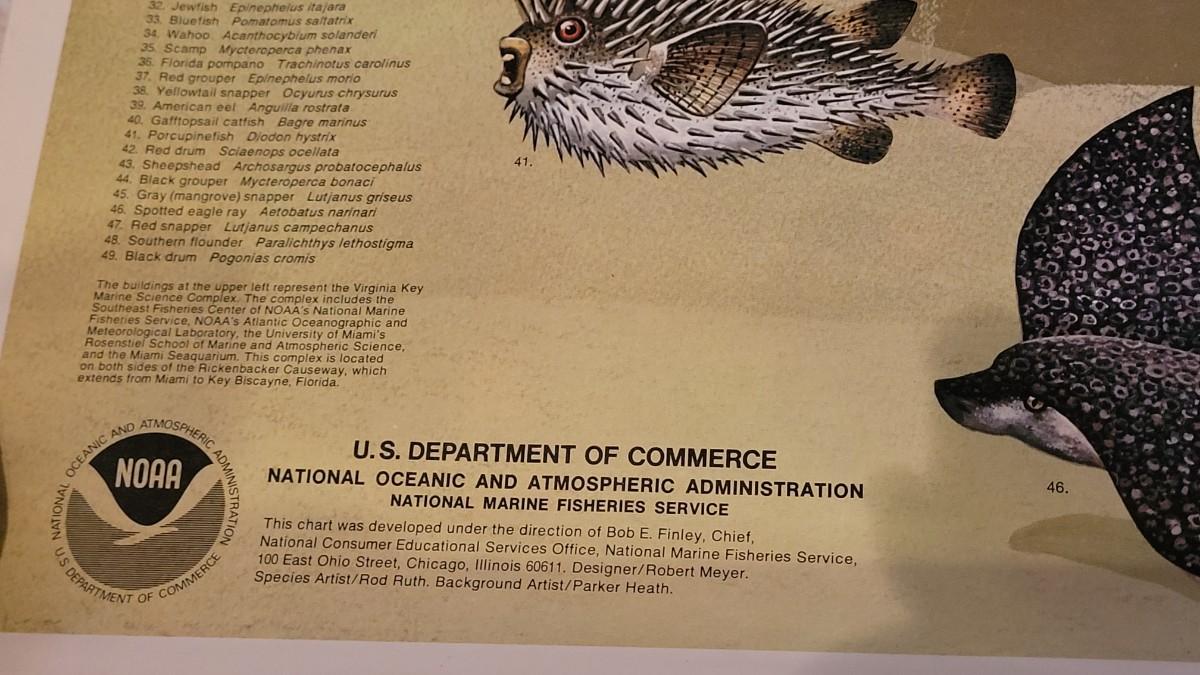 32. Jewfish Epinephelus itajara
33. Bluefish Pomatomus saltatrix
34. Wahoo Acanthocybium solanderi
35. Scamp Mycteroperca phenax
36. Florida pompano Trachinotus carolinus
37. Red grouper Epinephelus morio
38. Yellowtail snapper Ocyurus chrysurus
39. American eel Anguilla rostrata
40. Gafftopsail catfish Bagre marinus
41. Porcupinefish Diodon hystrix
42. Red drum Sciaenops ocellata
43. Sheepshead Archosargus probatocephalus
44. Black grouper Mycteroperca bonaci
45. Gray (mangrove) snapper Lutjanus griseus
46. Spotted eagle ray Aetobatus narinari
47. Red snapper Lutjanus campechanus
48. Southern flounder Paralichthys lethostigma
49. Black drum Pogonias cromis
41.
The buildings at the upper left represent the Virginia Key
Marine Science Complex. The complex includes the
Southeast Fisheries Center of NOAA's National Marine
Fisheries Service, NOAA's Atlantic Oceanographic and
Meteorological Laboratory, the University of Miami's
Rosenstiel School of Marine and Atmospheric Science,
and the Miami Seaquarium. This complex is located
on both sides of the Rickenbacker Causeway, which
extends from Miami to Key Biscayne, Florida.
46.
NATIONAL OCEANIC AND ATMOSPHERIC ADMINISTRATION
NOAA
U.S. DEPARTMENT OF COMMERCE
U.S. DEPARTMENT OF COMMERCE
NATIONAL OCEANIC AND ATMOSPHERIC ADMINISTRATION
NATIONAL MARINE FISHERIES SERVICE
This chart was developed under the direction of Bob E. Finley, Chief,
National Consumer Educational Services Office, National Marine Fisheries Service,
100 East Ohio Street, Chicago, Illinois 60611. Designer/Robert Meyer.
Species Artist/Rod Ruth. Background Artist/Parker Heath.